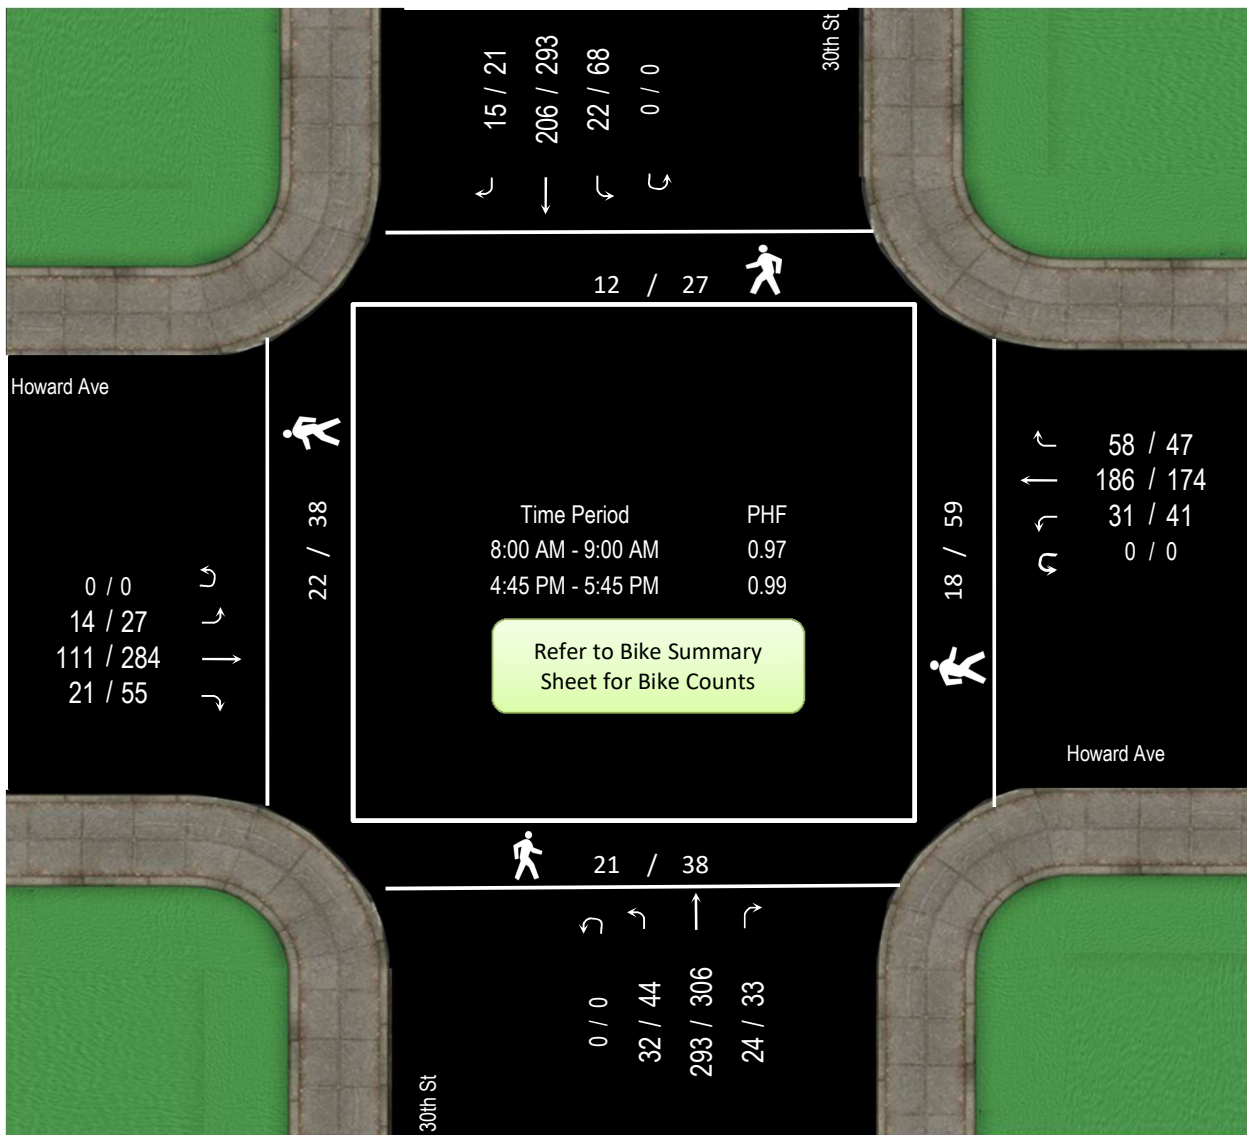 30th St
15 / 21
206 / 293
22 / 68
0 / 0
12 / 27
Howard Ave
58 / 47
186 / 174
31 / 41
0 / 0
22 / 38
18 / 59
Time Period PHF
8:00 AM - 9:00 AM 0.97
4:45 PM - 5:45 PM 0.99
0 / 0
14 / 27
111 / 284
21 / 55
Refer to Bike Summary
Sheet for Bike Counts
Howard Ave
21 / 38
0 / 0
32 / 44
293 / 306
24 / 33
30th St